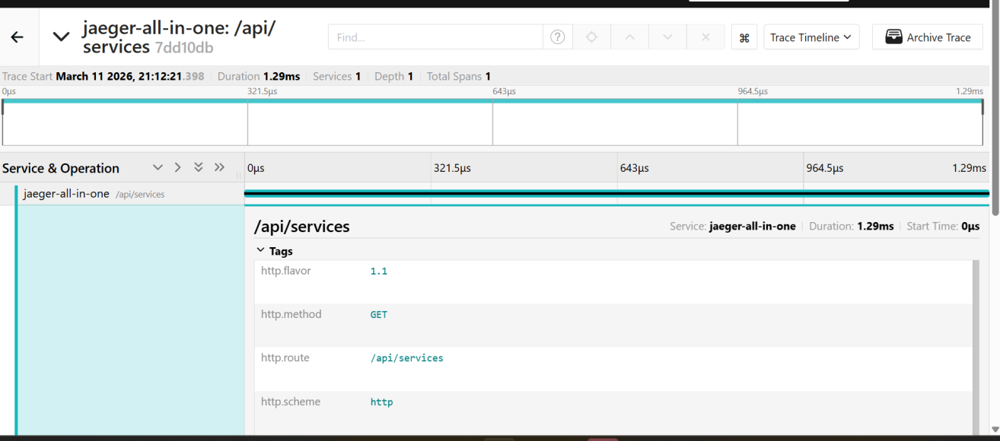 jaeger-all-in-one: /api/
services 7dd10db
Find...
?
⌘
Trace Timeline
Archive Trace
Trace Start March 11 2026, 21:12:21.398 Duration 1.29ms Services 1 Depth 1 Total Spans 1
0μs 321.5μs 643μs 964.5μs 1.29ms
Service & Operation 0μs 321.5μs 643μs 964.5μs 1.29ms
jaeger-all-in-one /api/services
/api/services Service: jaeger-all-in-one Duration: 1.29ms Start Time: 0μs
Tags
http.flavor 1.1
http.method GET
http.route /api/services
http.scheme http